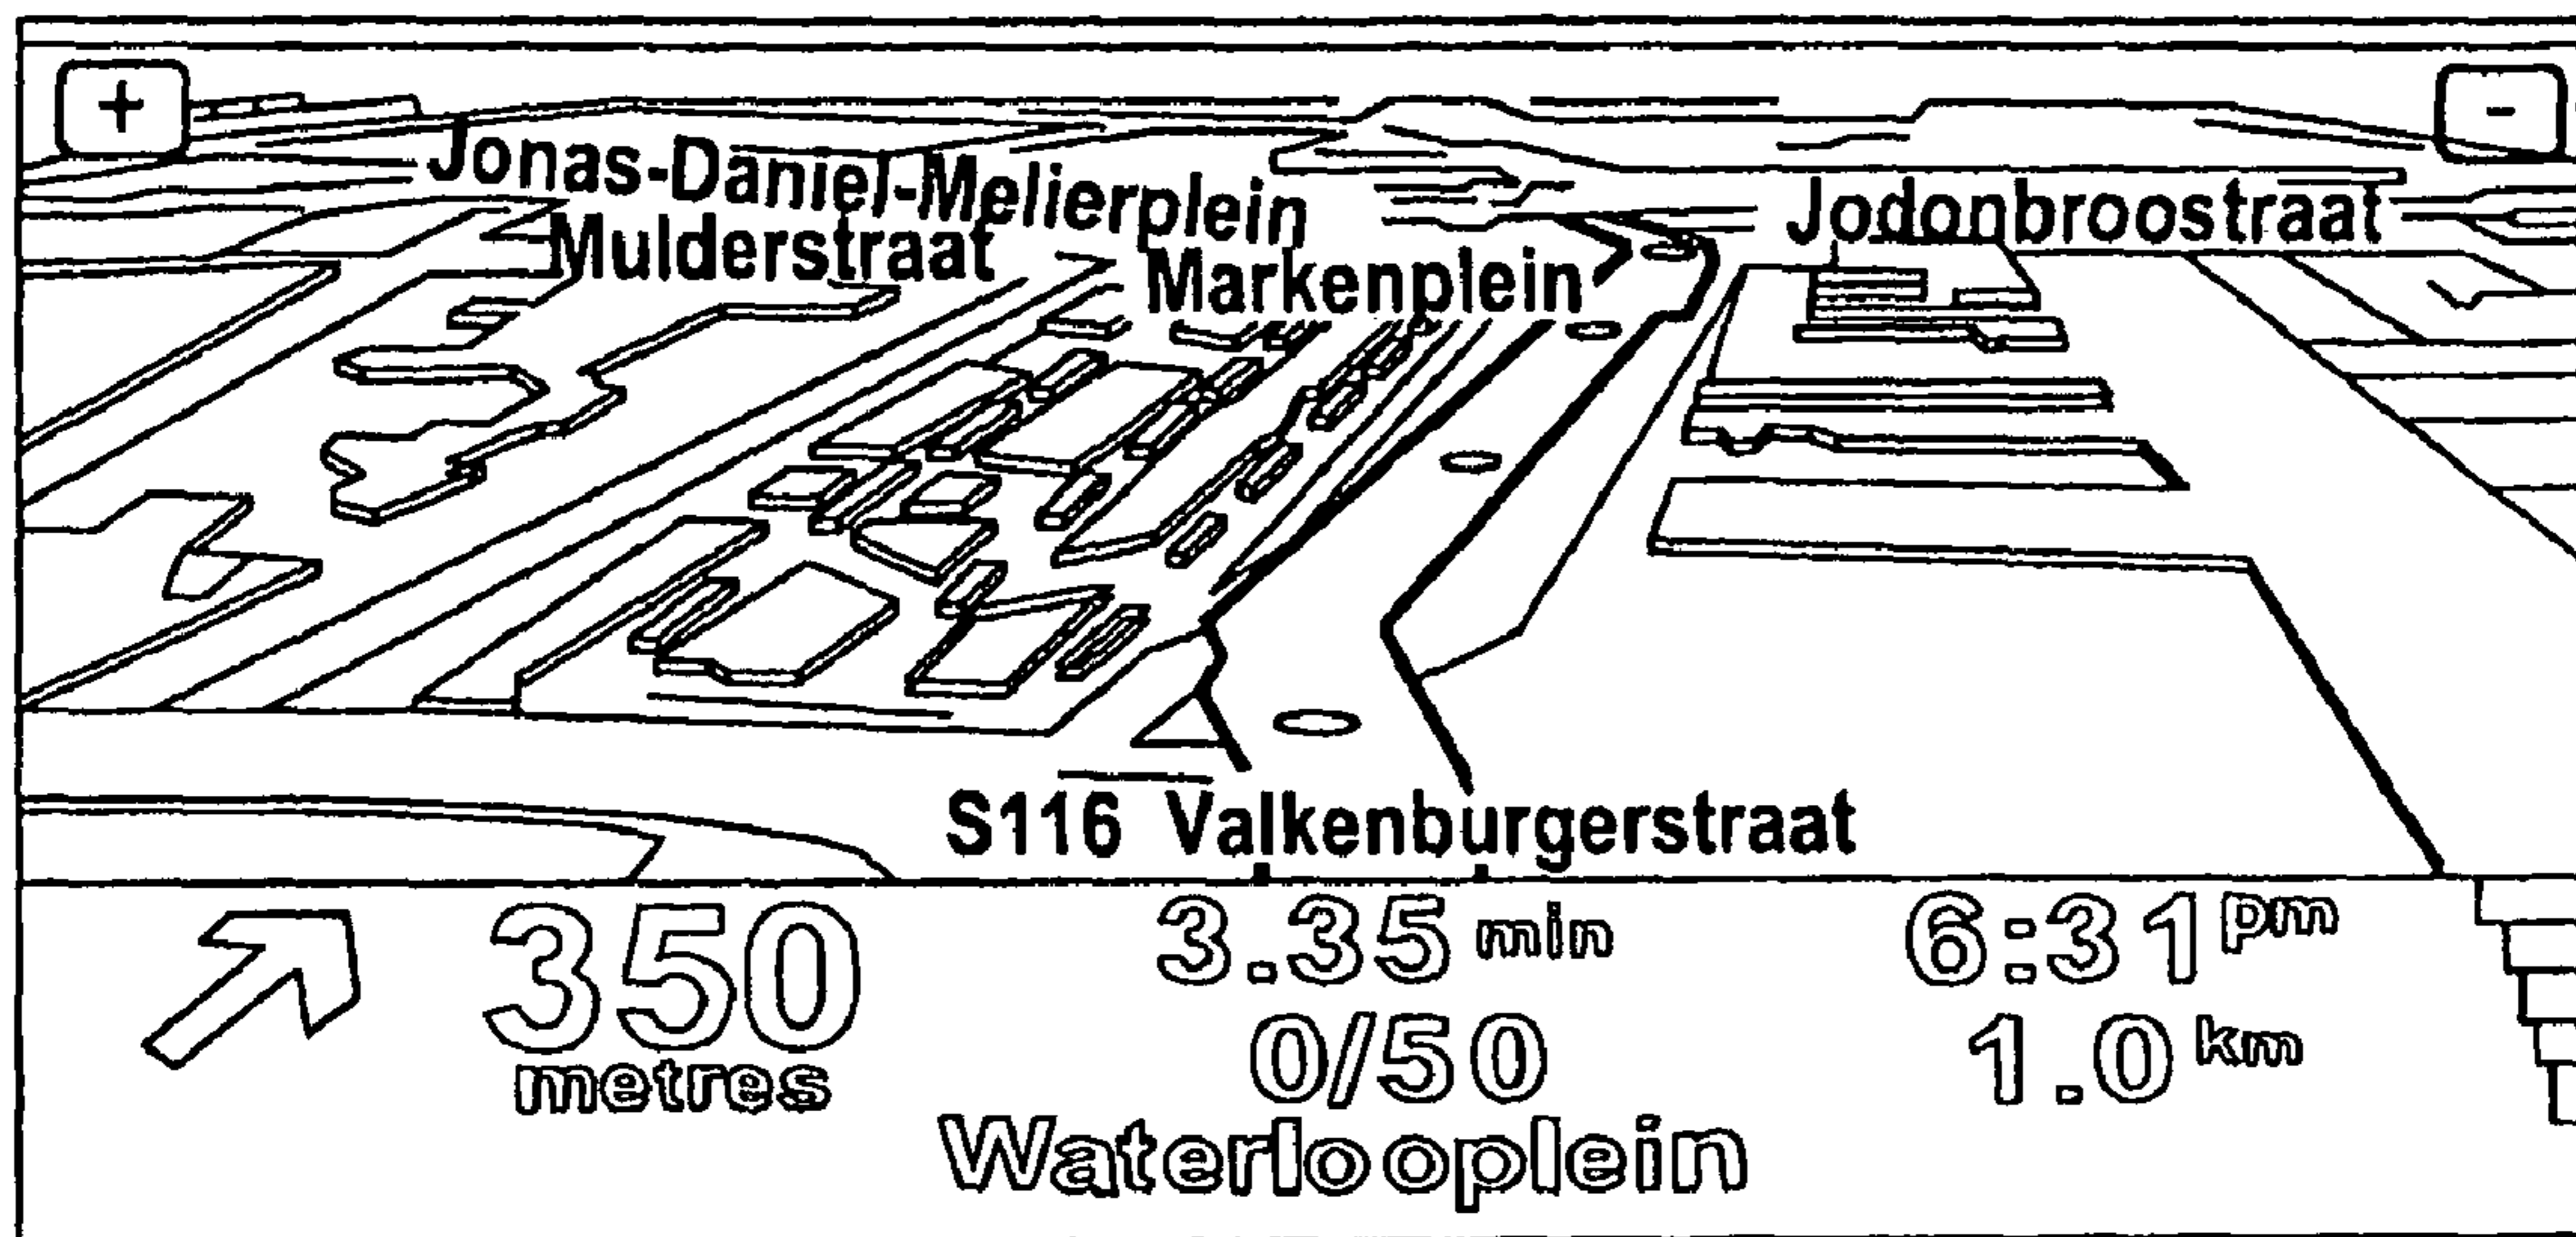 +
-
Jonas-Daniel-Melierplein
Jodonbroostraat
Mulderstraat
Markenplein
S116 Valkenburgerstraat
350 metres
3.35 min
6:31 pm
0/50
1.0 km
Waterlooplein